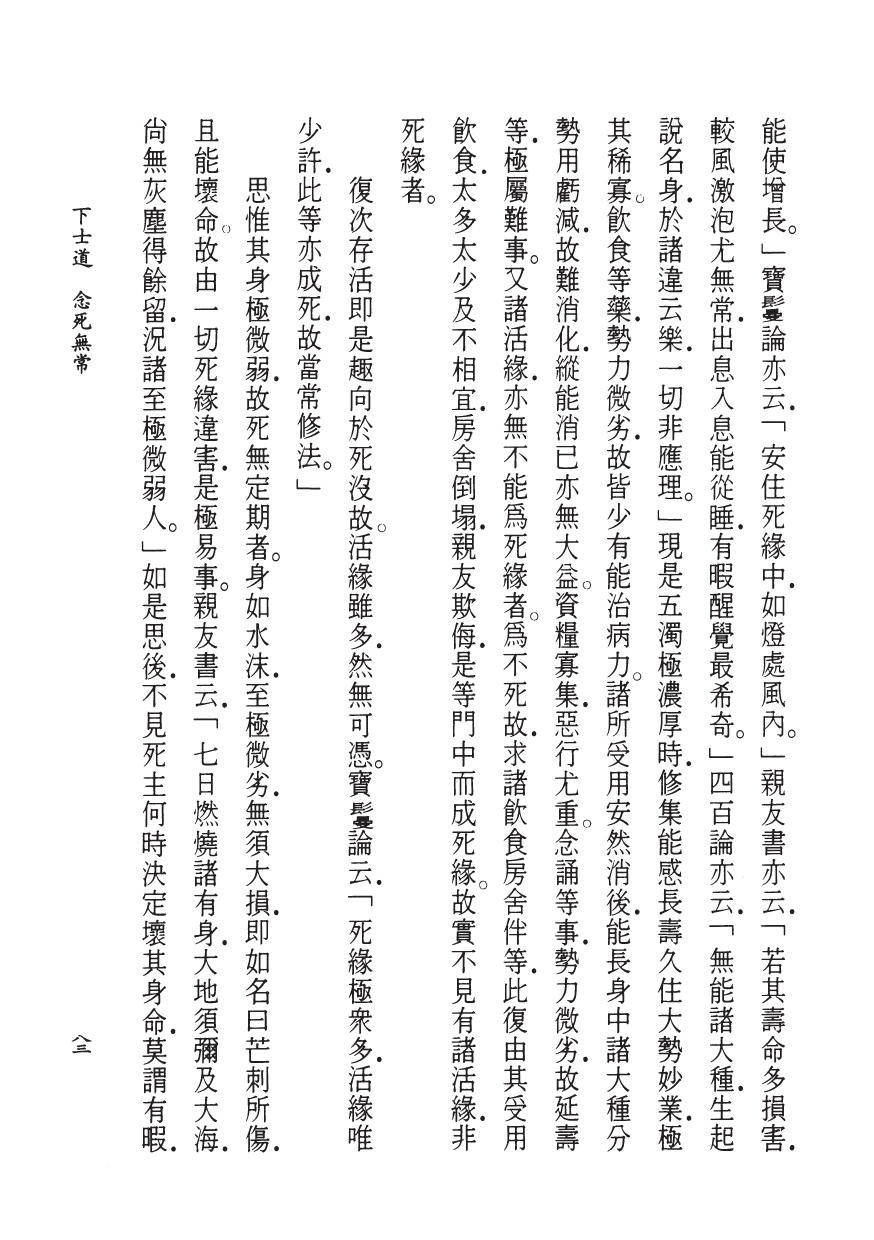 能使增長。」寶鬘論亦云.「安住死緣中.如燈處風內。」親友書亦云.「若其壽命多損害.
較風激泡尤無常.出息入息能從睡.有暇醒覺最希奇。」四百論亦云.「無能諸大種.生起
說名身.於諸違云樂.一切非應理。」現是五濁極濃厚時.修集能感長壽久住大勢妙業.極
其稀寡。飲食等藥.勢力微劣.故皆少有能治病力。諸所受用安然消後.能長身中諸大種分
勢用虧減.故難消化.縱能消已亦無大益。資糧寡集.惡行尤重。念誦等事.勢力微劣.故延壽
等.極屬難事。又諸活緣.亦無不能爲死緣者。爲不死故.求諸飲食房舍伴等.此復由其受用
飲食.太多太少及不相宜.房舍倒塌.親友欺侮.是等門中而成死緣。故實不見有諸活緣.非
死緣者。
復次存活即是趣向於死沒故。活緣雖多.然無可憑。寶鬘論云.「死緣極衆多.活緣唯
少許.此等亦成死.故當常修法。」
思惟其身極微弱.故死無定期者。身如水沫.至極微劣.無須大損.即如名曰芒刺所傷.
且能壞命。故由一切死緣違害.是極易事。親友書云.「七日燃燒諸有身.大地須彌及大海.
尚無灰塵得餘留.況諸至極微弱人。」如是思後.不見死主何時決定壞其身命.莫謂有暇.
下士道 念死無常
八三